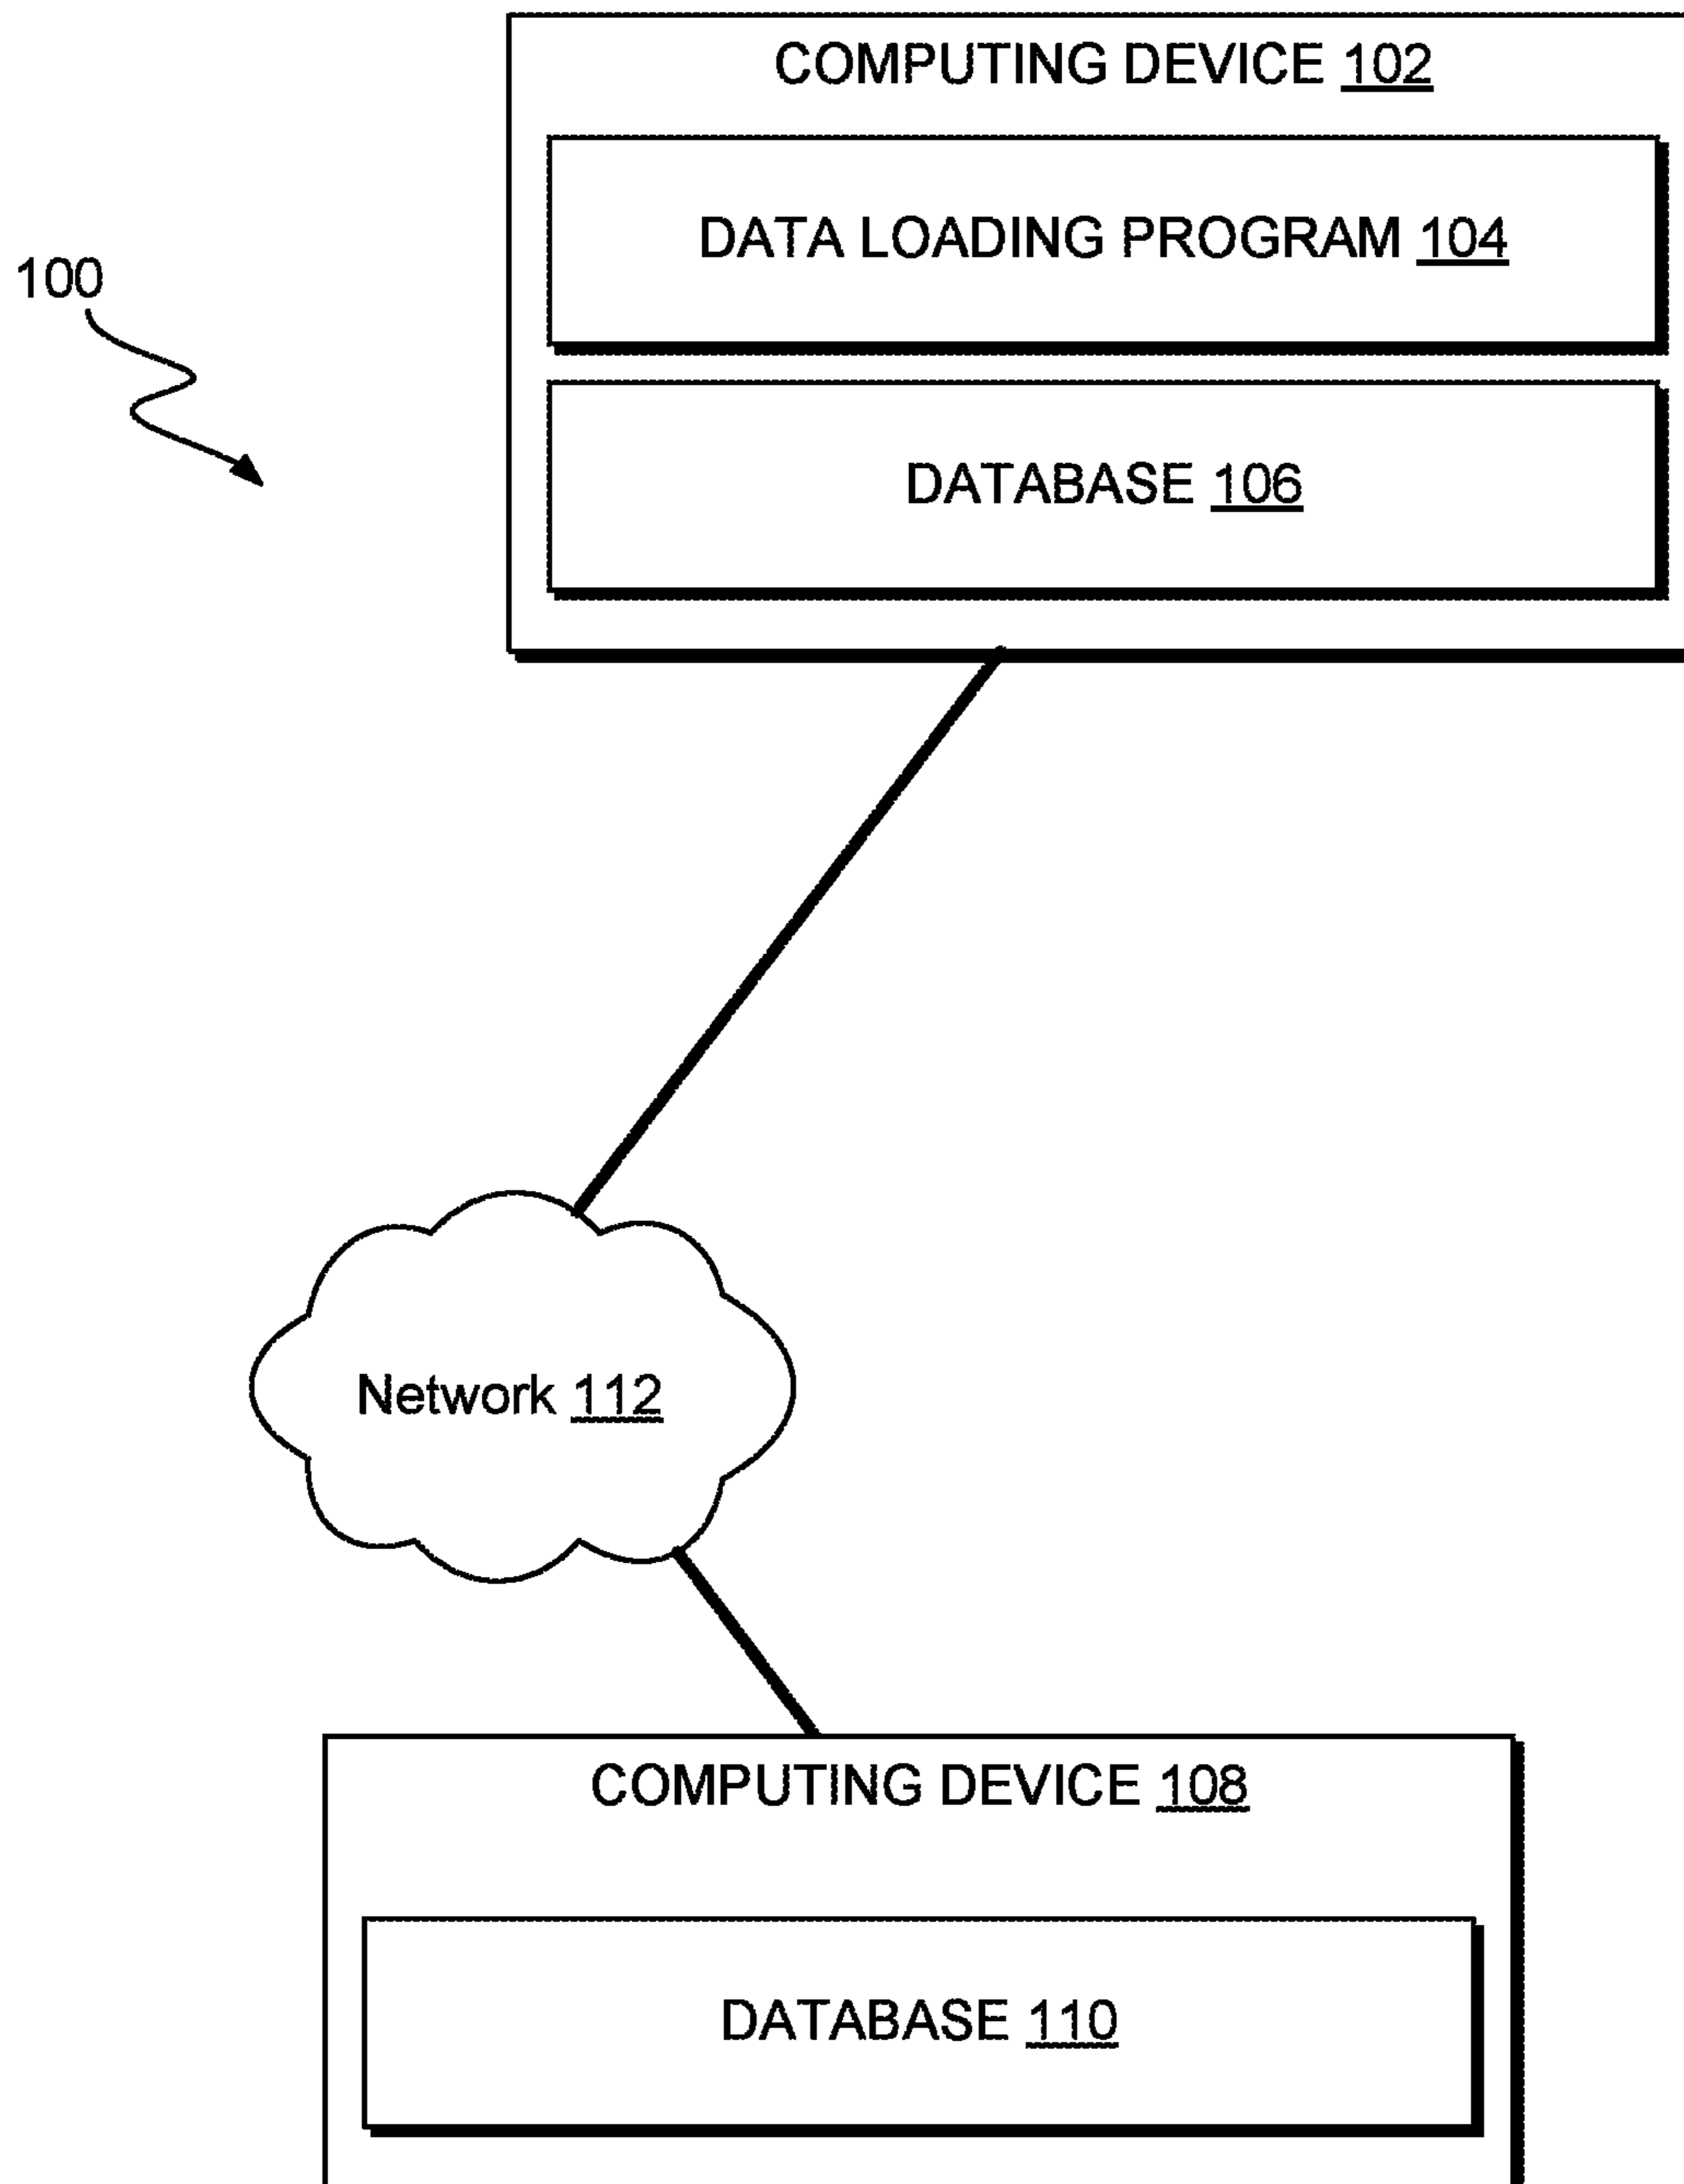 COMPUTING DEVICE 102
DATA LOADING PROGRAM 104
100
DATABASE 106
Network 112
COMPUTING DEVICE 108
DATABASE 110